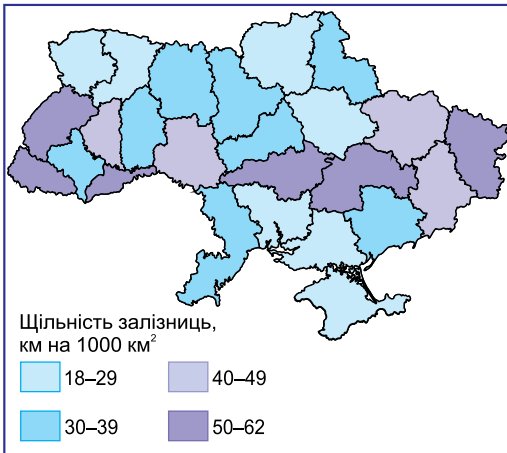 Щільність залізниць,
км на 1000 км²
18–29
40–49
30–39
50–62